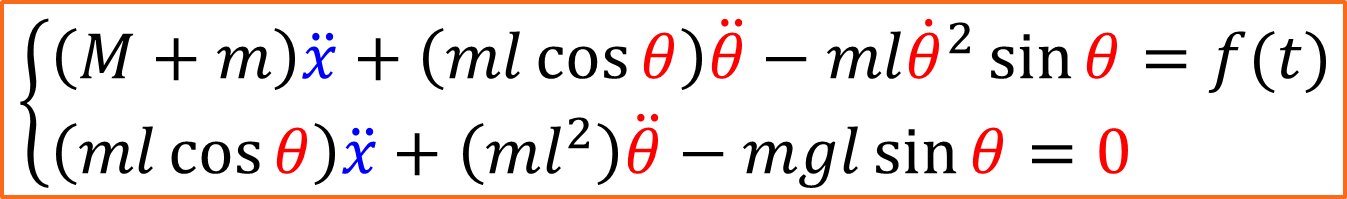 (M + m)ẍ + (ml cos θ)θ̈ − mlθ̇² sin θ = f(t)
(ml cos θ)ẍ + (ml²)θ̈ − mgl sin θ = 0